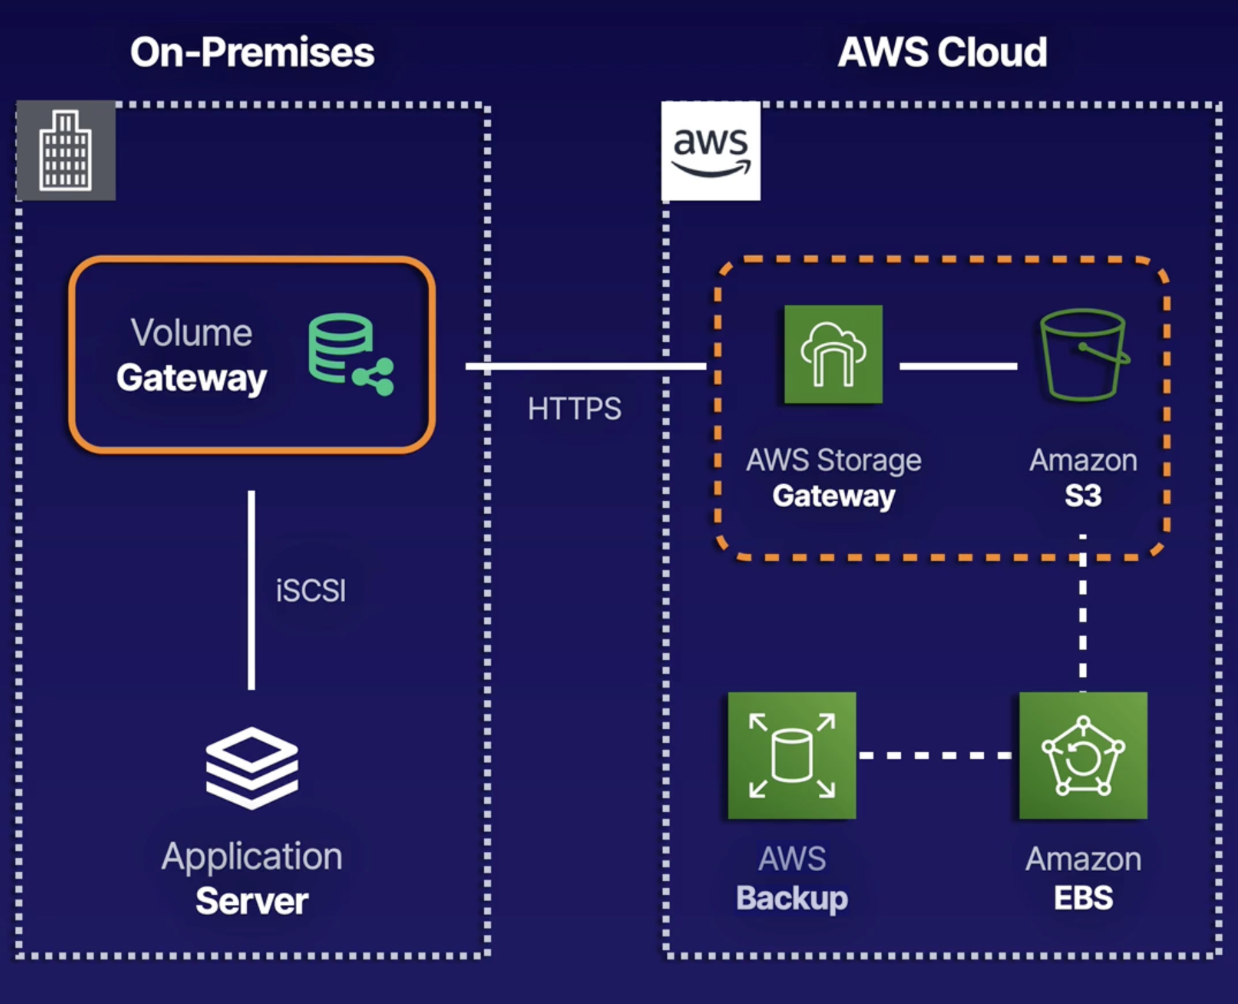 On-Premises
AWS Cloud
aws
Volume
Gateway
HTTPS
AWS Storage
Gateway
Amazon
S3
iSCSI
Application
Server
AWS
Backup
Amazon
EBS